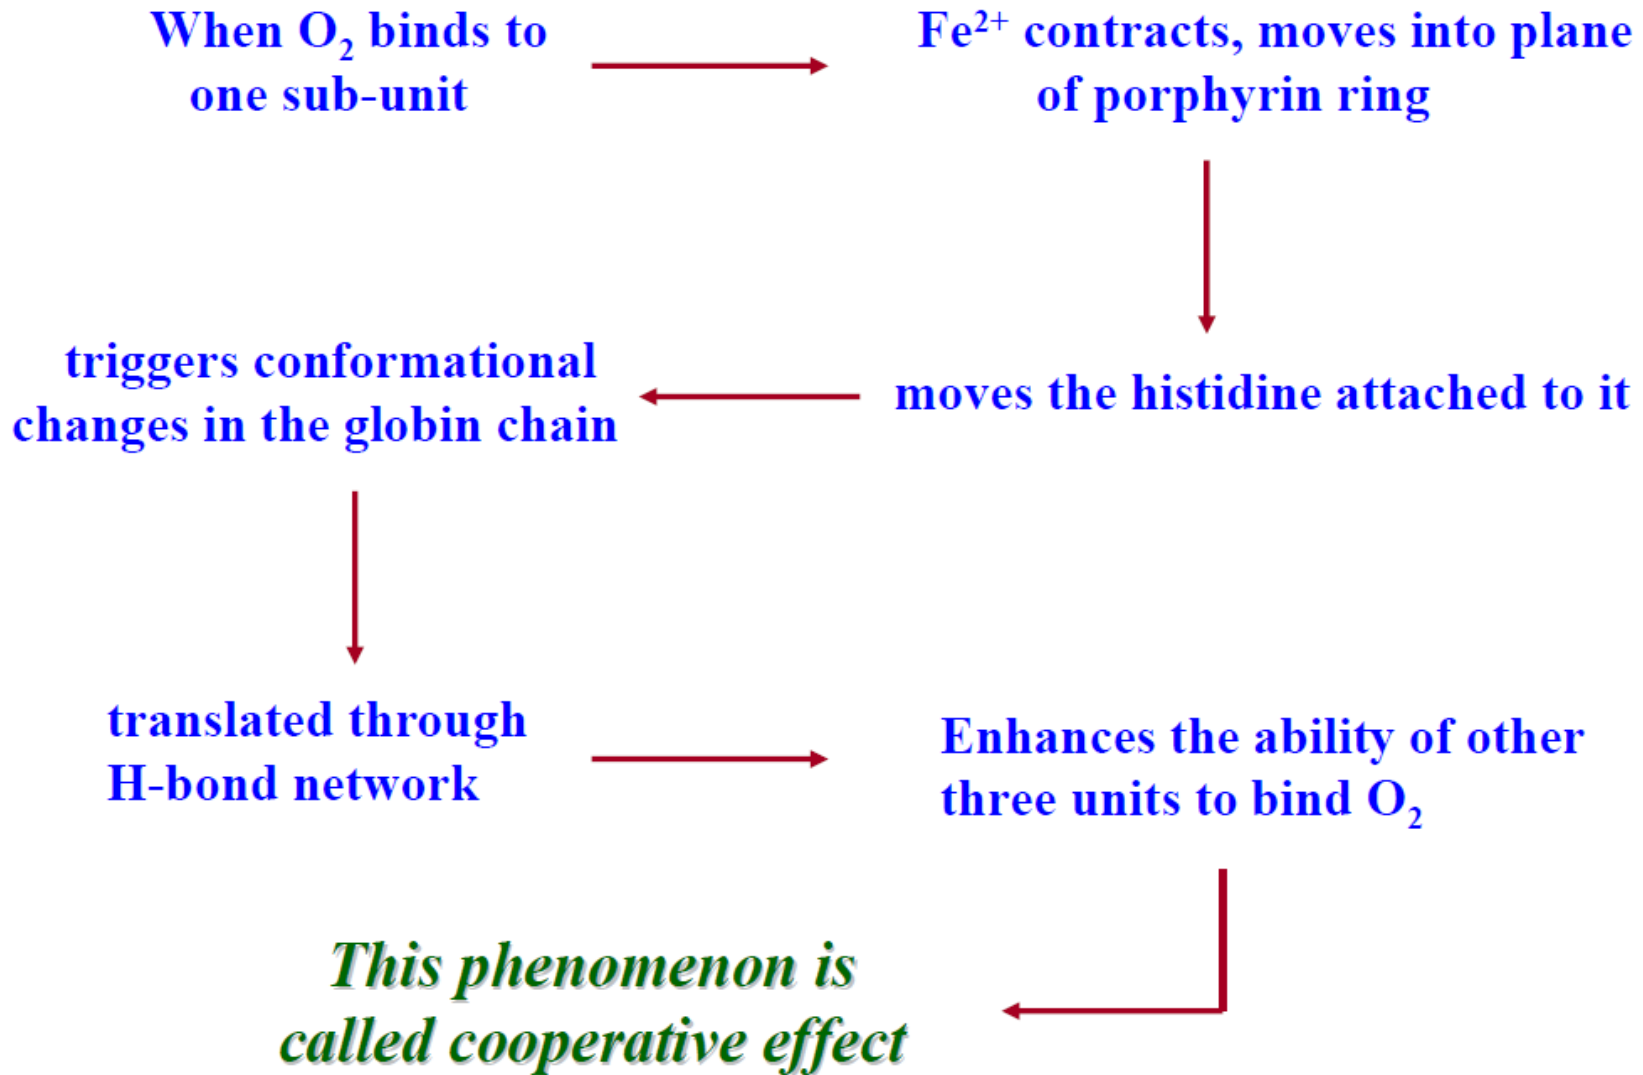 When O₂ binds to
one sub-unit
Fe²⁺ contracts, moves into plane
of porphyrin ring
moves the histidine attached to it
triggers conformational
changes in the globin chain
translated through
H-bond network
Enhances the ability of other
three units to bind O₂
This phenomenon is
called cooperative effect